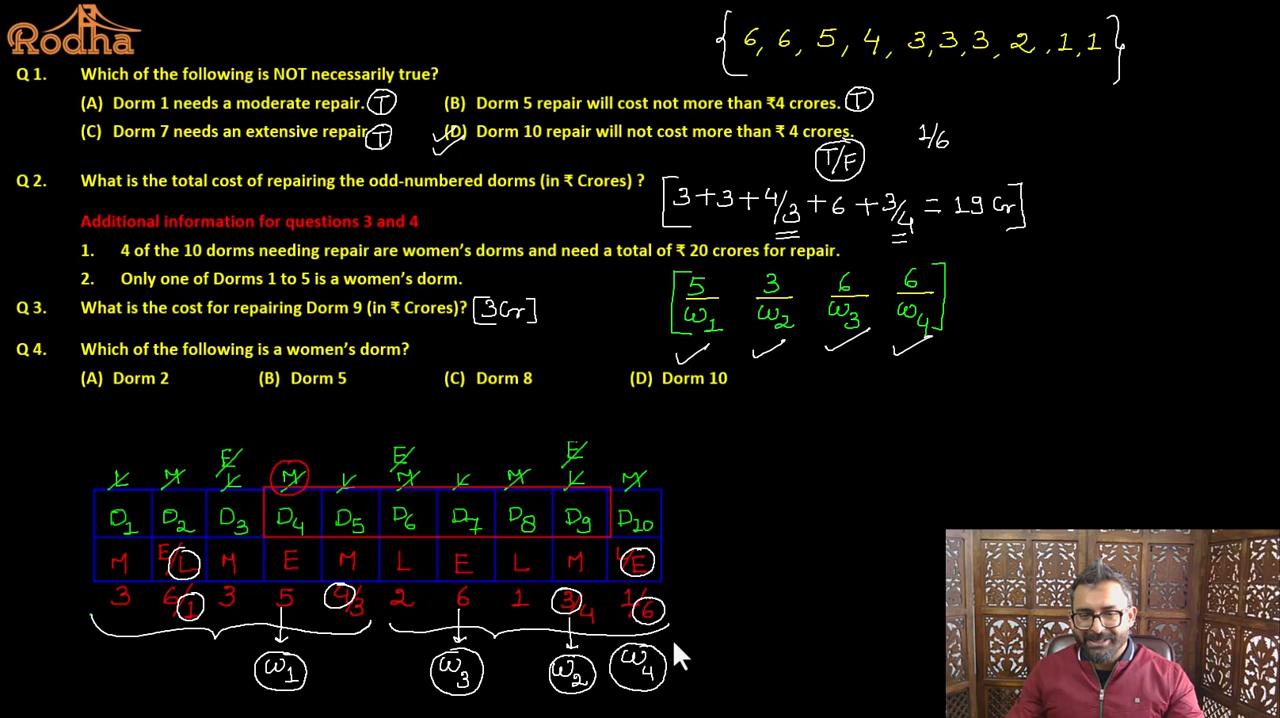 Rodha
{6, 6, 5, 4, 3, 3, 3, 2, 1, 1}
Q 1. Which of the following is NOT necessarily true?
(A) Dorm 1 needs a moderate repair. T (B) Dorm 5 repair will cost not more than ₹4 crores. T
(C) Dorm 7 needs an extensive repair T (D) Dorm 10 repair will not cost more than ₹ 4 crores. 1/6
T/F
Q 2. What is the total cost of repairing the odd-numbered dorms (in ₹ Crores) ?
[3+3+4/3+6+3/4 = 19 Cr]
Additional information for questions 3 and 4
1. 4 of the 10 dorms needing repair are women’s dorms and need a total of ₹ 20 crores for repair.
2. Only one of Dorms 1 to 5 is a women’s dorm.
5 3 6 6
W1 W2 W3 W4
Q 3. What is the cost for repairing Dorm 9 (in ₹ Crores)? [3 Cr]
Q 4. Which of the following is a women’s dorm?
(A) Dorm 2 (B) Dorm 5 (C) Dorm 8 (D) Dorm 10
E E E
L M L M L M L M L M
D1 D2 D3 D4 D5 D6 D7 D8 D9 D10
M E/L M E M L E L M L/E
3 6/1 3 5 4/3 2 6 1 3/4 1/6
W1 W3 W2 W4